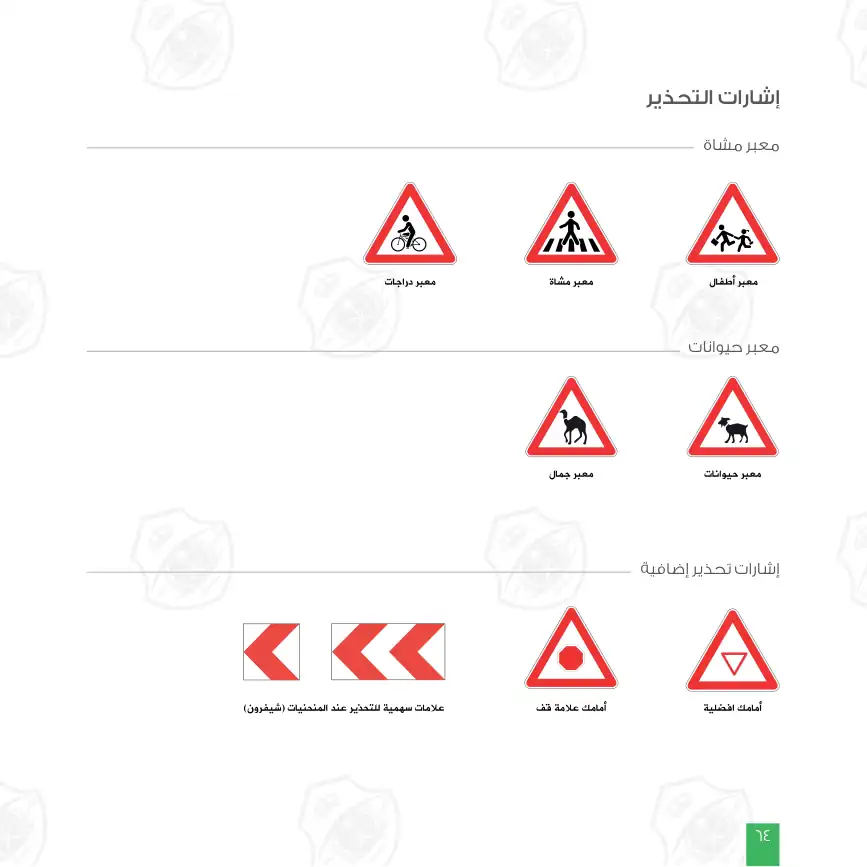 إشارات التحذير
معبر مشاة
معبر أطفال
معبر مشاة
معبر دراجات
معبر حيوانات
معبر حيوانات
معبر جمال
إشارات تحذير إضافية
أمامك افضلية
أمامك علامة قف
علامات سهمية للتحذير عند المنحنيات (شيفرون)
٦٤